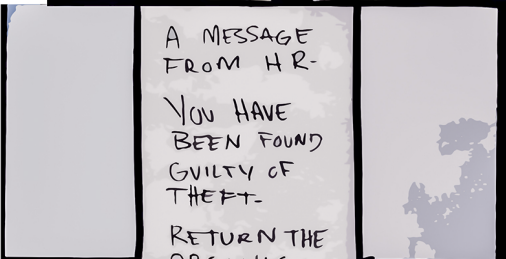 A MESSAGE
FROM HR-
YOU HAVE
BEEN FOUND
GUILTY OF
THEFT-
RETURN THE